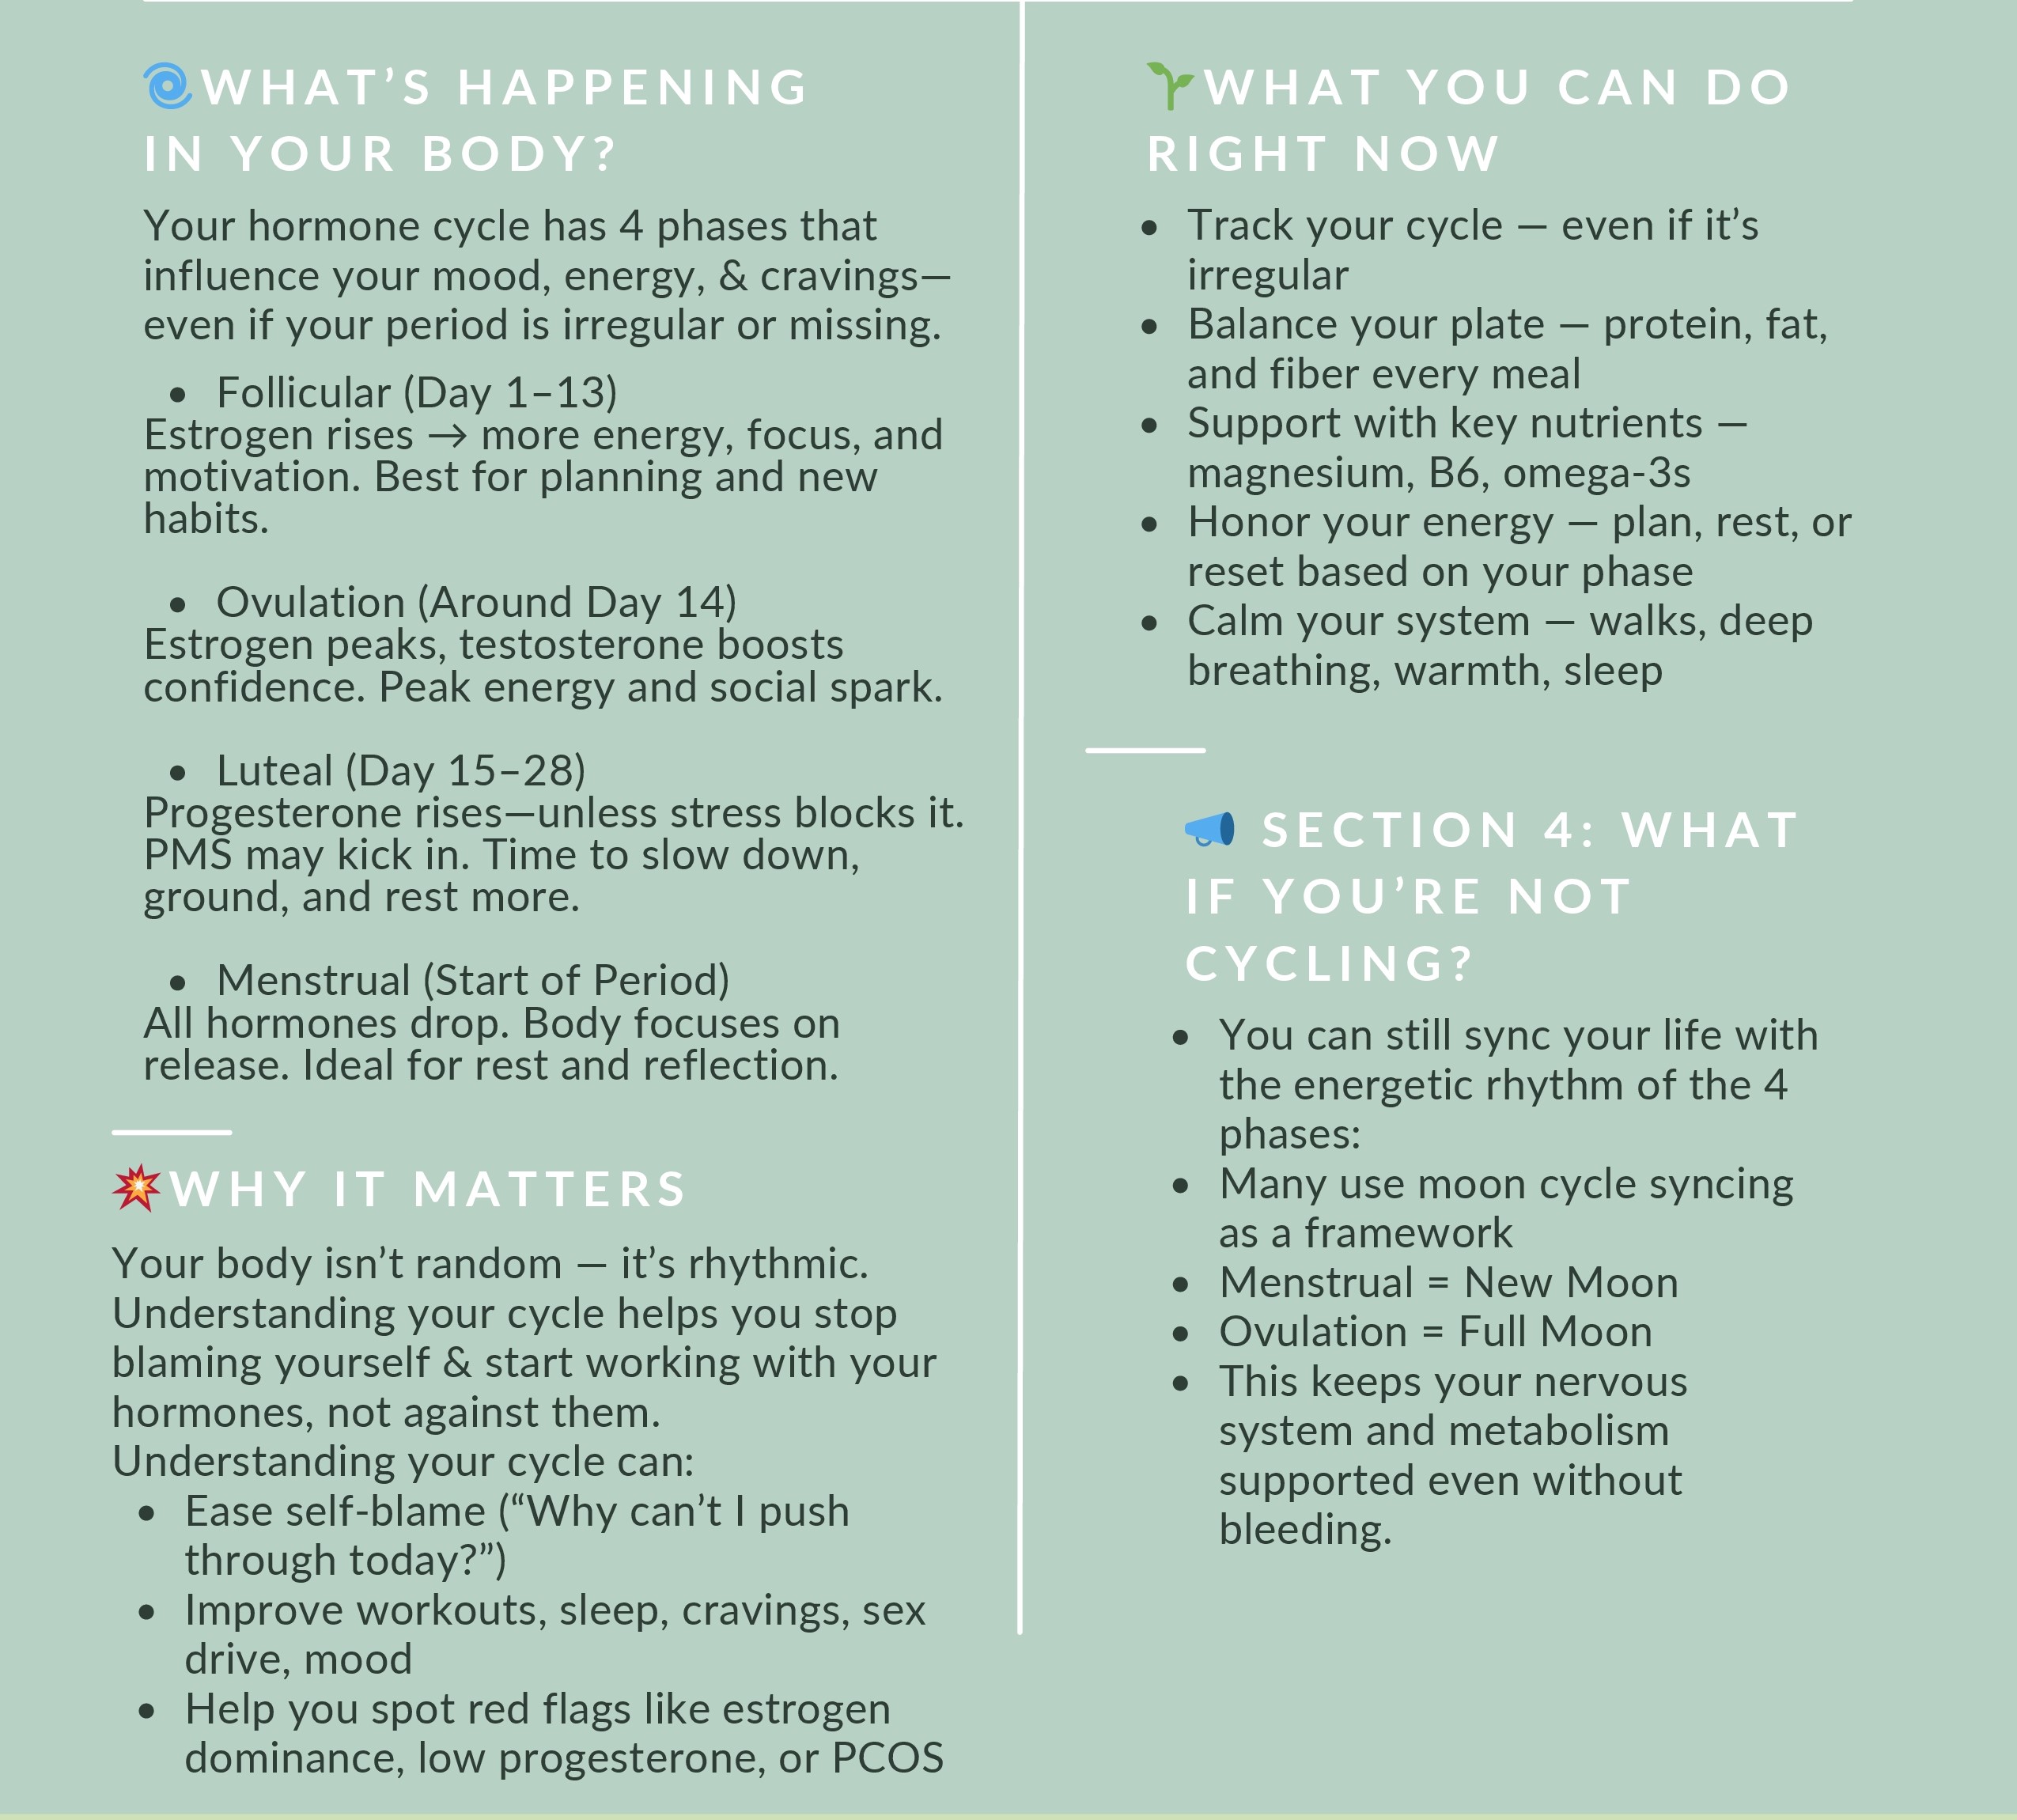 🌀WHAT’S HAPPENING
IN YOUR BODY?
Your hormone cycle has 4 phases that
influence your mood, energy, & cravings—
even if your period is irregular or missing.
• Follicular (Day 1–13)
Estrogen rises → more energy, focus, and
motivation. Best for planning and new
habits.
• Ovulation (Around Day 14)
Estrogen peaks, testosterone boosts
confidence. Peak energy and social spark.
• Luteal (Day 15–28)
Progesterone rises—unless stress blocks it.
PMS may kick in. Time to slow down,
ground, and rest more.
• Menstrual (Start of Period)
All hormones drop. Body focuses on
release. Ideal for rest and reflection.
💥WHY IT MATTERS
Your body isn’t random — it’s rhythmic.
Understanding your cycle helps you stop
blaming yourself & start working with your
hormones, not against them.
Understanding your cycle can:
• Ease self-blame (“Why can’t I push
through today?”)
• Improve workouts, sleep, cravings, sex
drive, mood
• Help you spot red flags like estrogen
dominance, low progesterone, or PCOS
🌱WHAT YOU CAN DO
RIGHT NOW
• Track your cycle — even if it’s
irregular
• Balance your plate — protein, fat,
and fiber every meal
• Support with key nutrients —
magnesium, B6, omega-3s
• Honor your energy — plan, rest, or
reset based on your phase
• Calm your system — walks, deep
breathing, warmth, sleep
📣 SECTION 4: WHAT
IF YOU’RE NOT
CYCLING?
• You can still sync your life with
the energetic rhythm of the 4
phases:
• Many use moon cycle syncing
as a framework
• Menstrual = New Moon
• Ovulation = Full Moon
• This keeps your nervous
system and metabolism
supported even without
bleeding.